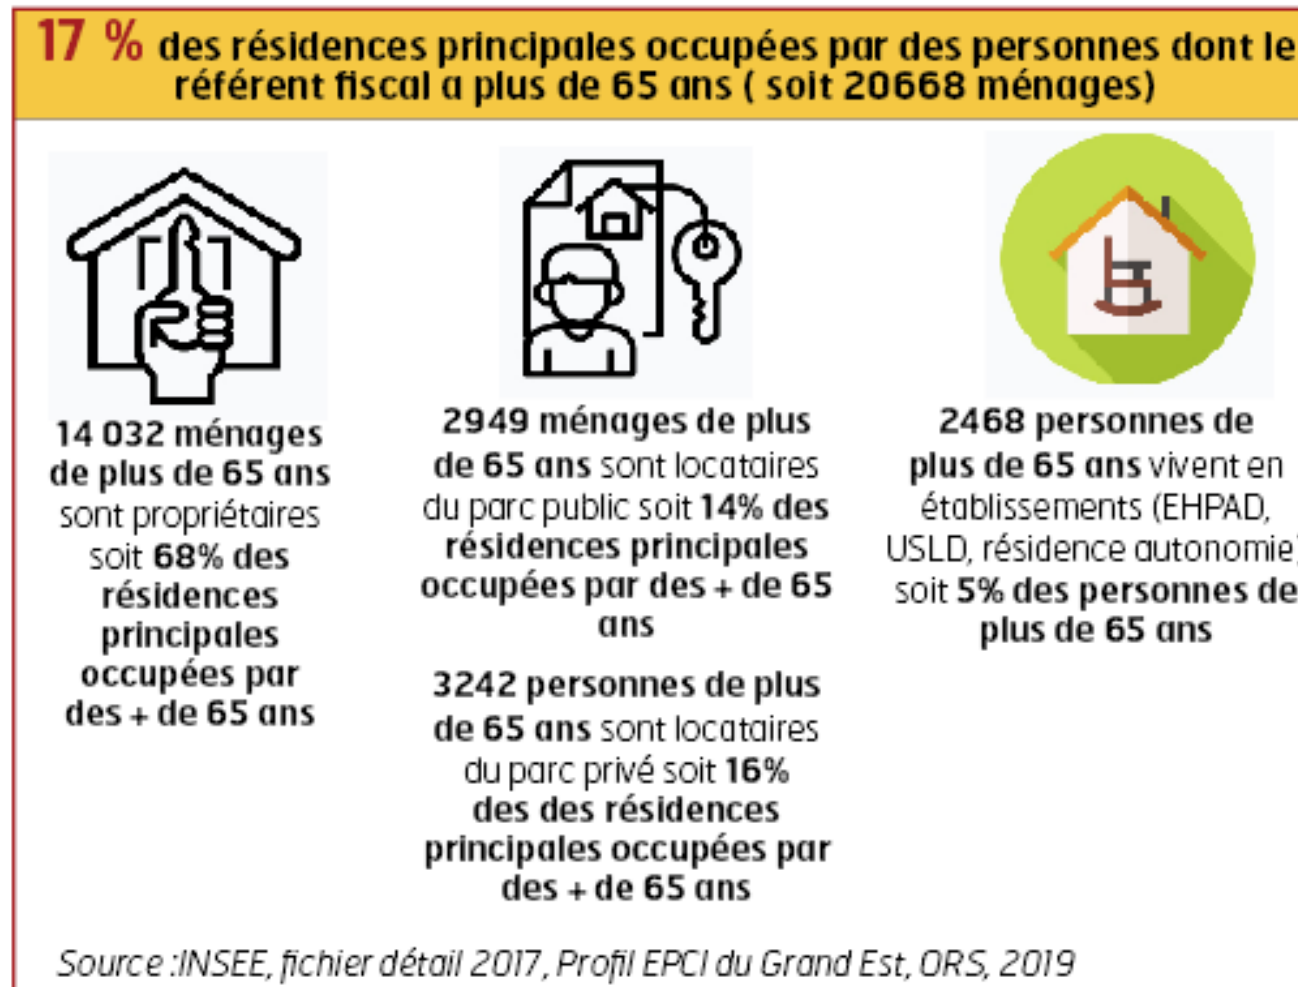 17 % des résidences principales occupées par des personnes dont le
référent fiscal a plus de 65 ans ( soit 20668 ménages)
14 032 ménages
de plus de 65 ans
sont propriétaires
soit 68% des
résidences
principales
occupées par
des + de 65 ans
2949 ménages de plus
de 65 ans sont locataires
du parc public soit 14% des
résidences principales
occupées par des + de 65
ans
3242 personnes de plus
de 65 ans sont locataires
du parc privé soit 16%
des des résidences
principales occupées par
des + de 65 ans
2468 personnes de
plus de 65 ans vivent en
établissements (EHPAD,
USLD, résidence autonomie)
soit 5% des personnes de
plus de 65 ans
Source :INSEE, fichier détail 2017, Profil EPCI du Grand Est, ORS, 2019